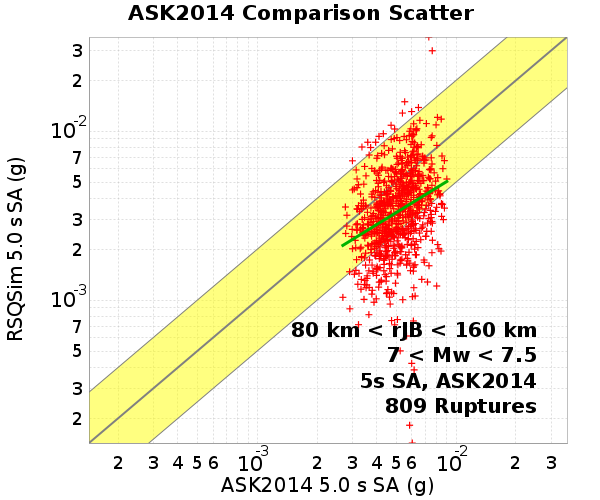 ASK2014 Comparison Scatter
RSQSim 5.0 s SA (g)
3
2
10⁻²
7
5
3
2
10⁻³
7
5
3
2
80 km < rJB < 160 km
7 < Mw < 7.5
5s SA, ASK2014
809 Ruptures
2 3 4 5 6 10⁻³ 2 3 4 5 6 10⁻² 2 3
ASK2014 5.0 s SA (g)